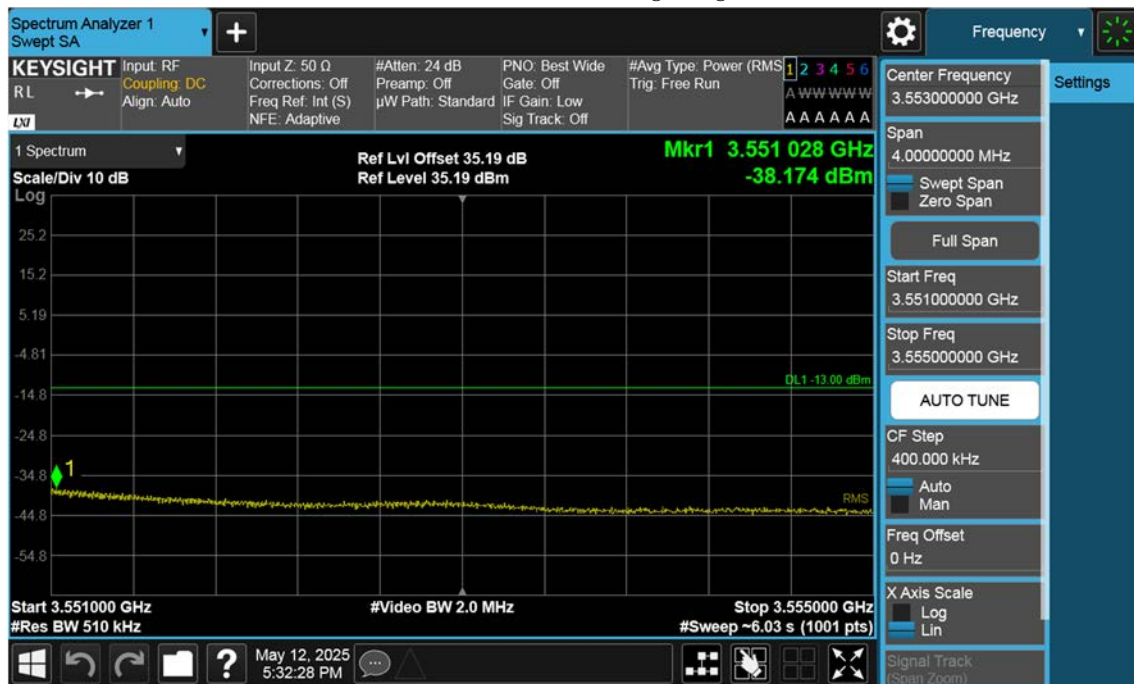 Spectrum Analyzer 1
Swept SA
+
Frequency
KEYSIGHT
RL
LXI
Input: RF
Coupling: DC
Align: Auto
Input Z: 50 Ω
Corrections: Off
Freq Ref: Int (S)
NFE: Adaptive
#Atten: 24 dB
Preamp: Off
µW Path: Standard
PNO: Best Wide
Gate: Off
IF Gain: Low
Sig Track: Off
#Avg Type: Power (RMS
Trig: Free Run
1 2 3 4 5 6
A W W W W W
A A A A A A
1 Spectrum
Scale/Div 10 dB
Log
Ref Lvl Offset 35.19 dB
Ref Level 35.19 dBm
Mkr1 3.551 028 GHz
-38.174 dBm
25.2
15.2
5.19
-4.81
DL1 -13.00 dBm
-14.8
-24.8
1
-34.8
RMS
-44.8
-54.8
Start 3.551000 GHz
#Res BW 510 kHz
#Video BW 2.0 MHz
Stop 3.555000 GHz
#Sweep ~6.03 s (1001 pts)
?
May 12, 2025
5:32:28 PM
Center Frequency
3.553000000 GHz
Span
4.00000000 MHz
Swept Span
Zero Span
Full Span
Start Freq
3.551000000 GHz
Stop Freq
3.555000000 GHz
AUTO TUNE
CF Step
400.000 kHz
Auto
Man
Freq Offset
0 Hz
X Axis Scale
Log
Lin
Signal Track
(Span Zoom)
Settings